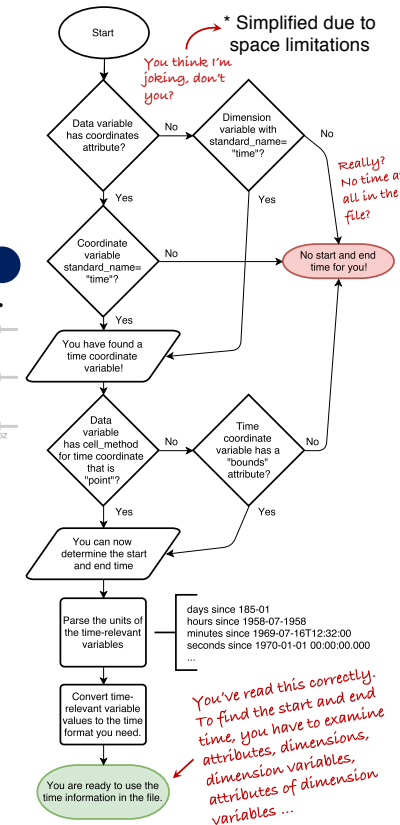 * Simplified due to
space limitations
Start
You think I'm
joking, don't
you?
Data variable
has coordinates
attribute?
No
Dimension
variable with
standard_name=
"time"?
No
Really?
No time a
all in the
file?
Yes
Yes
Coordinate
variable
standard_name=
"time"?
No
No start and end
time for you!
Yes
You have found a
time coordinate
variable!
Data
variable
has cell_method
for time coordinate
that is
"point"?
No
Time
coordinate
variable has a
"bounds"
attribute?
No
3Z
Yes
Yes
You can now
determine the start
and end time
Parse the units of
the time-relevant
variables
days since 185-01
hours since 1958-07-1958
minutes since 1969-07-16T12:32:00
seconds since 1970-01-01 00:00:00.000
...
Convert time-
relevant variable
values to the time
format you need.
You've read this correctly.
To find the start and end
time, you have to examine
attributes, dimensions,
dimension variables,
attributes of dimension
variables ...
You are ready to use the
time information in the file.